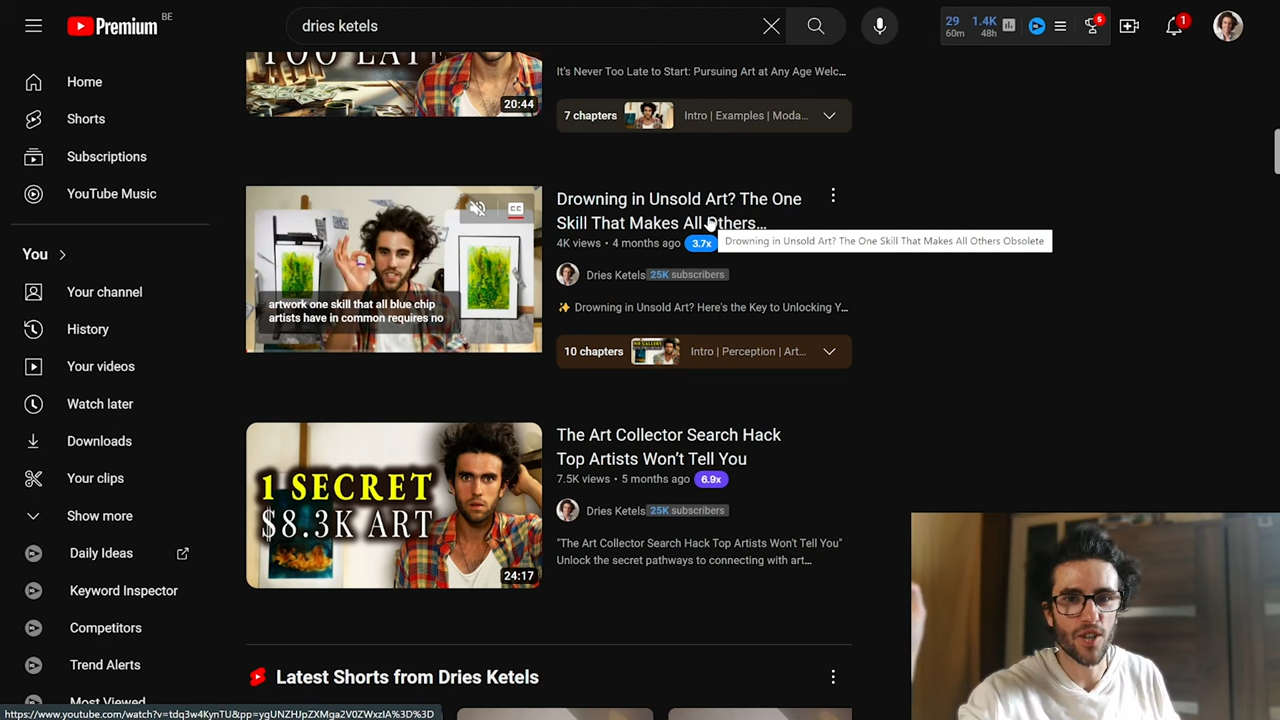 Premium
BE
dries ketels
29
60m
1.4K
48h
5
1
Home
Shorts
Subscriptions
YouTube Music
You
Your channel
History
Your videos
Watch later
Downloads
Your clips
Show more
Daily Ideas
Keyword Inspector
Competitors
Trend Alerts
Most Viewed
TOO LATE
20:44
It's Never Too Late to Start: Pursuing Art at Any Age Welc...
7 chapters
Intro | Examples | Moda...
CC
artwork one skill that all blue chip
artists have in common requires no
Drowning in Unsold Art? The One
Skill That Makes All Others...
4K views • 4 months ago 3.7x
Drowning in Unsold Art? The One Skill That Makes All Others Obsolete
Dries Ketels 25K subscribers
✨ Drowning in Unsold Art? Here's the Key to Unlocking Y...
10 chapters
Intro | Perception | Art...
1 SECRET
$8.3K ART
24:17
The Art Collector Search Hack
Top Artists Won't Tell You
7.5K views • 5 months ago 6.9x
Dries Ketels 25K subscribers
"The Art Collector Search Hack Top Artists Won't Tell You"
Unlock the secret pathways to connecting with art...
Latest Shorts from Dries Ketels
https://www.youtube.com/watch?v=tdq3w4KynTU&pp=ygUNZHJpZXMga2V0ZWxzIA%3D%3D